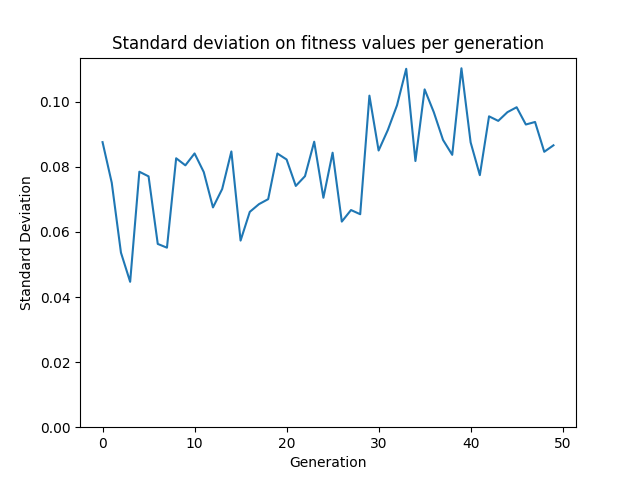 Standard deviation on fitness values per generation
0.10
0.08
0.06
0.04
0.02
0.00
Standard Deviation
0 10 20 30 40 50
Generation